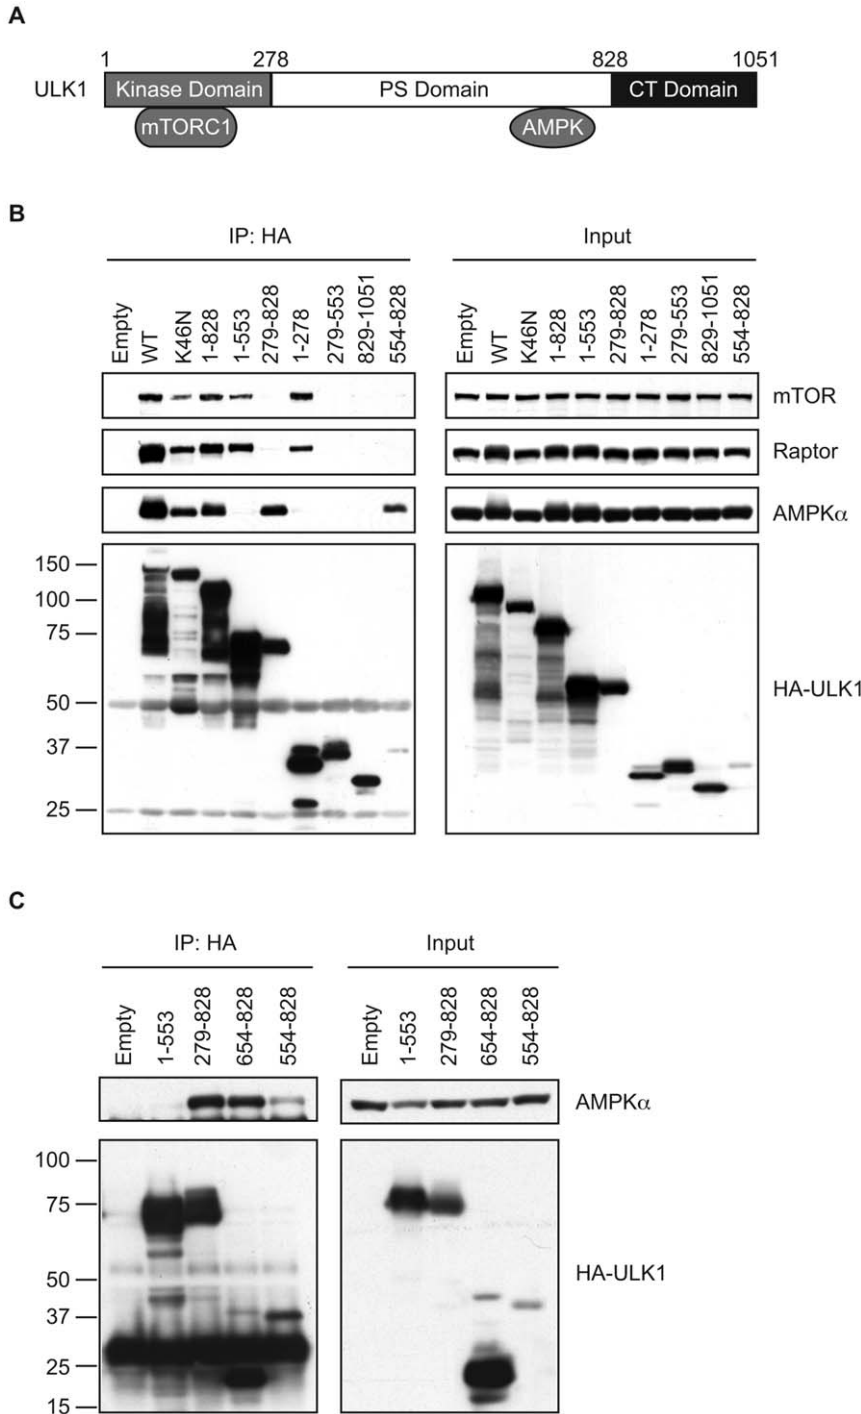 A
1 278 828 1051
ULK1 Kinase Domain PS Domain CT Domain
mTORC1 AMPK
B
IP: HA Input
Empty WT K46N 1-828 1-553 279-828 1-278 279-553 829-1051 554-828 Empty WT K46N 1-828 1-553 279-828 1-278 279-553 829-1051 554-828
mTOR
Raptor
AMPKα
150
100
75
HA-ULK1
50
37
25
C
IP: HA Input
Empty 1-553 279-828 654-828 554-828 Empty 1-553 279-828 654-828 554-828
AMPKα
100
75
HA-ULK1
50
37
25
15